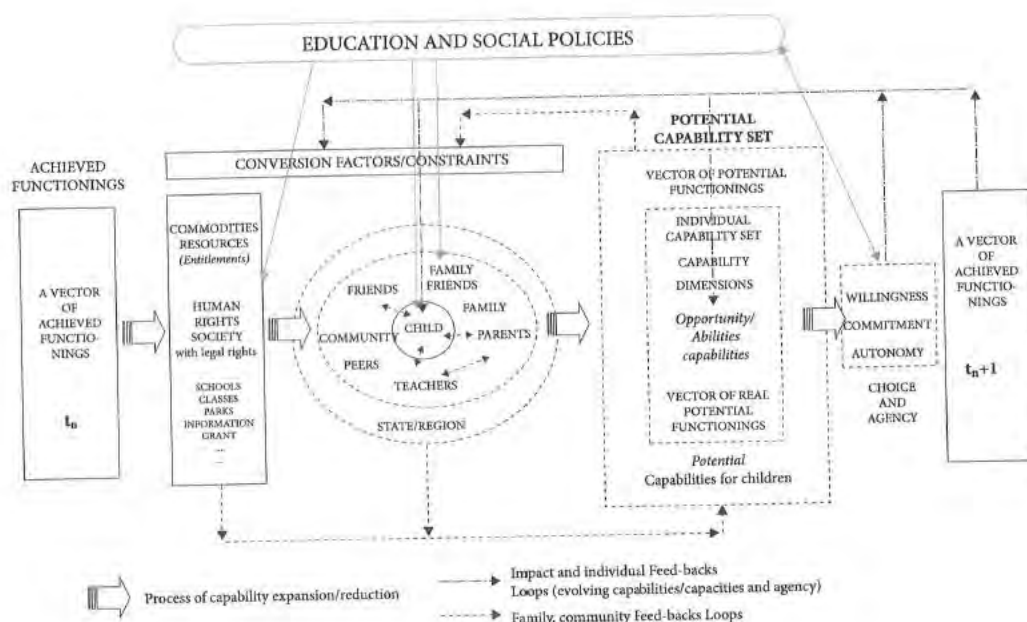 EDUCATION AND SOCIAL POLICIES
POTENTIAL
CAPABILITY SET
ACHIEVED
FUNCTIONINGS
CONVERSION FACTORS/CONSTRAINTS
A VECTOR
OF
ACHIEVED
FUNCTIO-
NINGS
tn
COMMODITIES
RESOURCES
(Entitlements)
HUMAN
RIGHTS
SOCIETY
with legal rights
SCHOOLS
CLASSES
PARKS
INFORMATION
GRANT
....
...
FAMILY
FRIENDS
FRIENDS
FAMILY
CHILD
COMMUNITY
PARENTS
PEERS
TEACHERS
STATE/REGION
VECTOR OF POTENTIAL
FUNCTIONINGS
INDIVIDUAL
CAPABILITY SET
CAPABILITY
DIMENSIONS
Opportunity/
Abilities
capabilities
VECTOR OF REAL
POTENTIAL
FUNCTIONINGS
Potential
Capabilities for children
WILLINGNESS
COMMITMENT
AUTONOMY
CHOICE
AND
AGENCY
A VECTOR
OF
ACHIEVED
FUNCTIO-
NINGS
tn+1
Process of capability expansion/reduction
Impact and individual Feed-backs
Loops (evolving capabilities/capacities and agency)
Family, community Feed-backs Loops